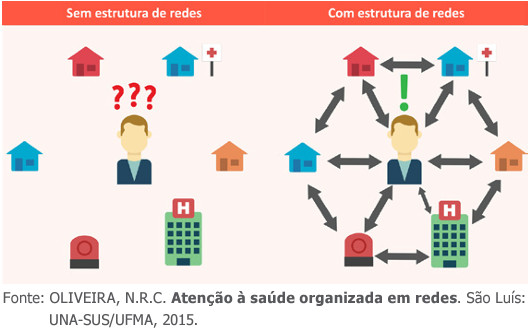 Sem estrutura de redes
Com estrutura de redes
???
!
H
H
Fonte: OLIVEIRA, N.R.C. Atenção à saúde organizada em redes. São Luís:
UNA-SUS/UFMA, 2015.